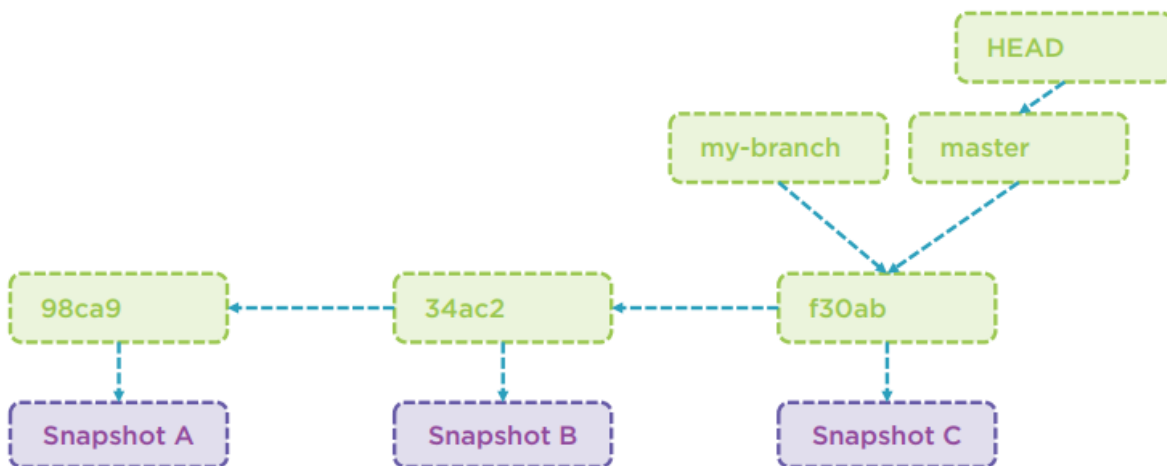 HEAD
my-branch
master
98ca9
34ac2
f30ab
Snapshot A
Snapshot B
Snapshot C